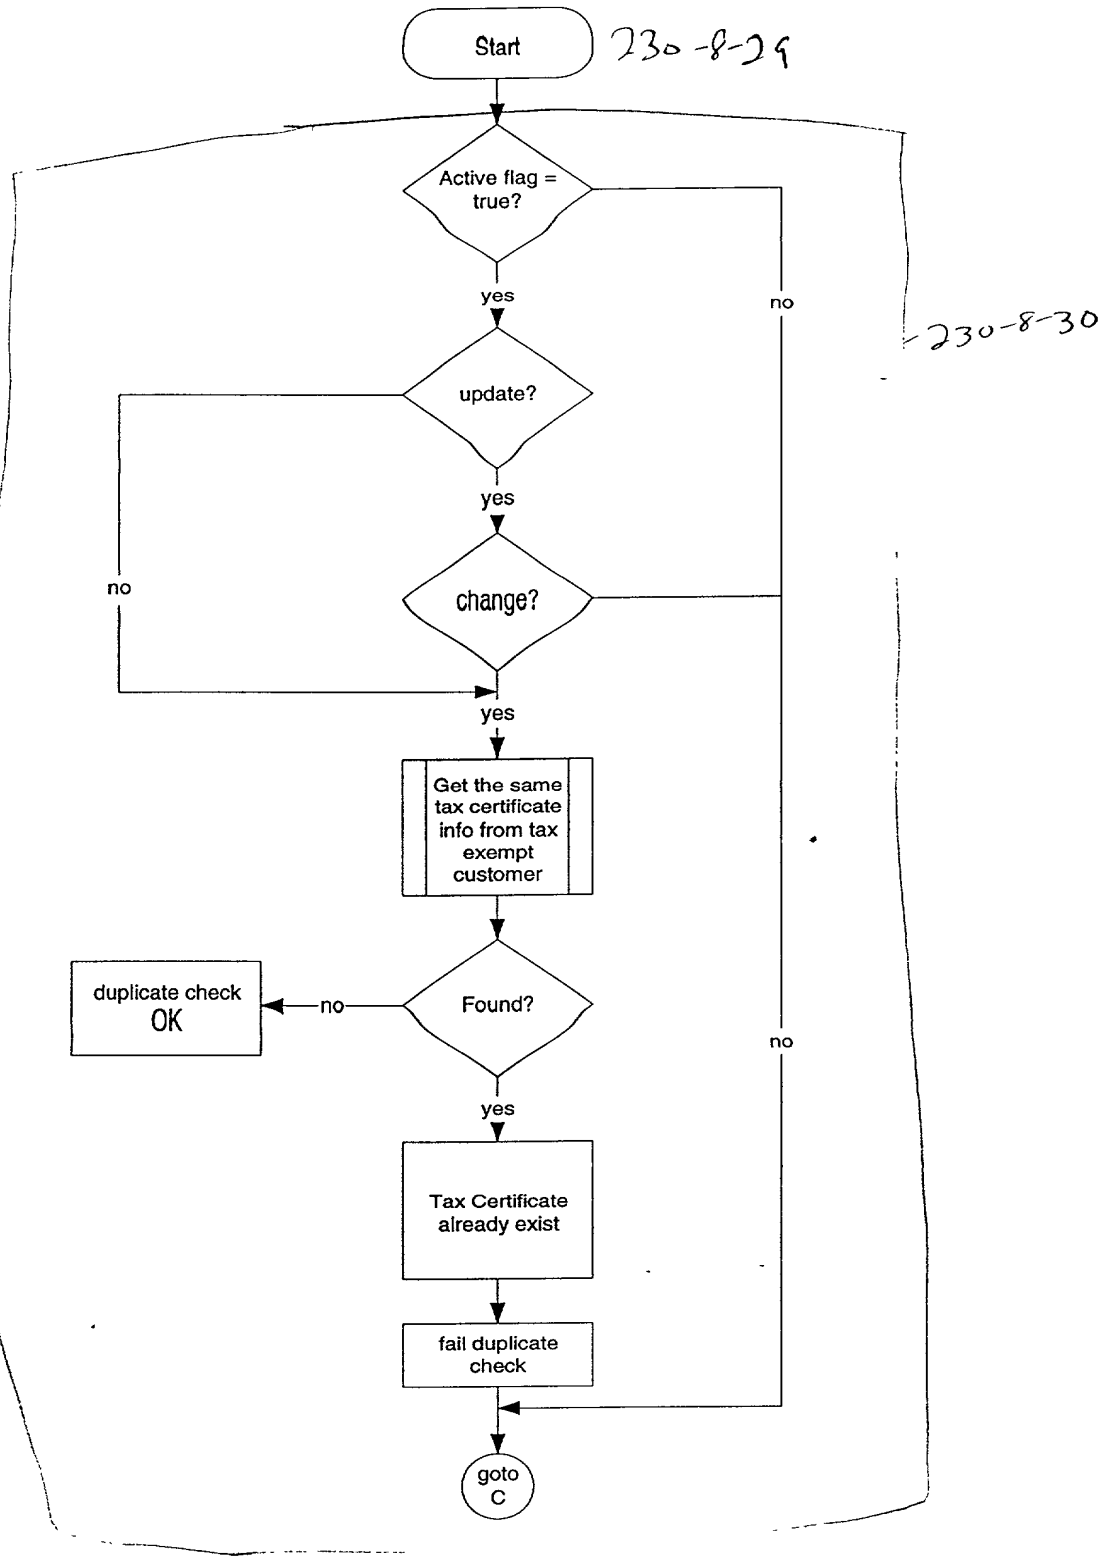 Start
230-8-29
Active flag =
true?
yes
no
230-8-30
update?
yes
no
change?
yes
Get the same
tax certificate
info from tax
exempt
customer
duplicate check
OK
no
Found?
no
yes
Tax Certificate
already exist
fail duplicate
check
goto
C